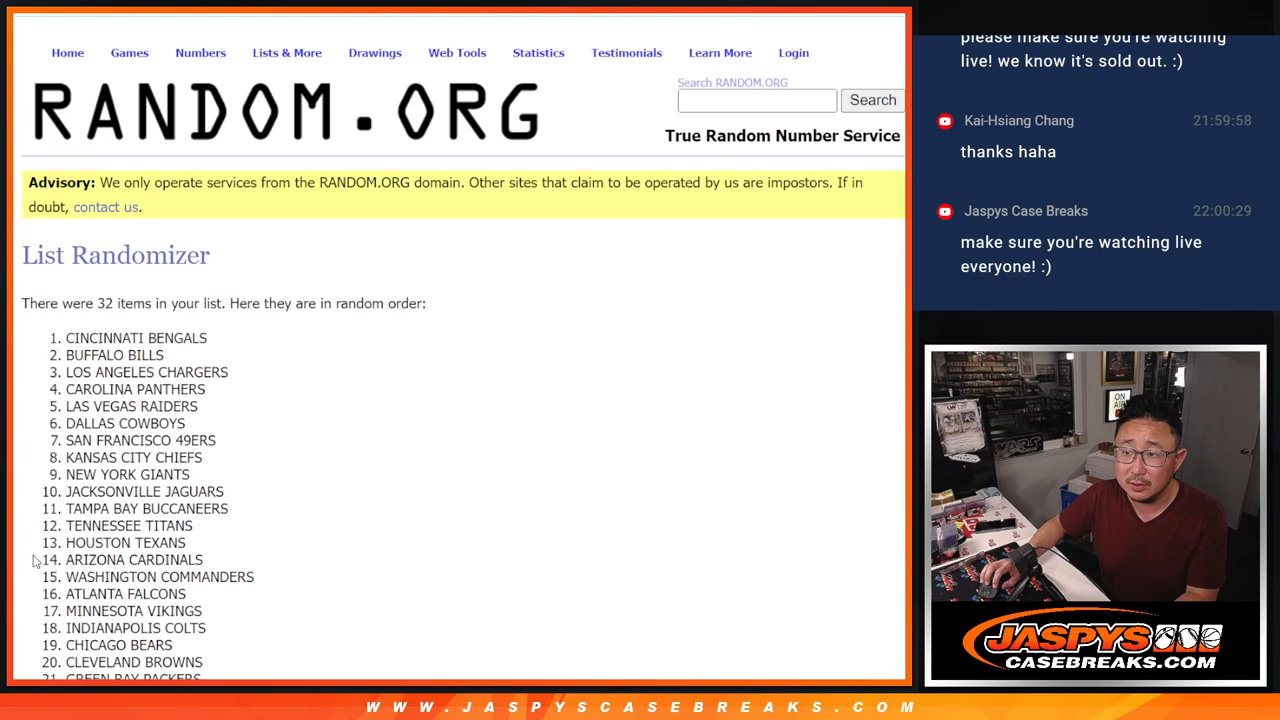 Home Games Numbers Lists & More Drawings Web Tools Statistics Testimonials Learn More Login
RANDOM.ORG
Search RANDOM.ORG
Search
True Random Number Service
Advisory: We only operate services from the RANDOM.ORG domain. Other sites that claim to be operated by us are impostors. If in
doubt, contact us.
List Randomizer
There were 32 items in your list. Here they are in random order:
1. CINCINNATI BENGALS
2. BUFFALO BILLS
3. LOS ANGELES CHARGERS
4. CAROLINA PANTHERS
5. LAS VEGAS RAIDERS
6. DALLAS COWBOYS
7. SAN FRANCISCO 49ERS
8. KANSAS CITY CHIEFS
9. NEW YORK GIANTS
10. JACKSONVILLE JAGUARS
11. TAMPA BAY BUCCANEERS
12. TENNESSEE TITANS
13. HOUSTON TEXANS
14. ARIZONA CARDINALS
15. WASHINGTON COMMANDERS
16. ATLANTA FALCONS
17. MINNESOTA VIKINGS
18. INDIANAPOLIS COLTS
19. CHICAGO BEARS
20. CLEVELAND BROWNS
21. GREEN BAY PACKERS
please make sure you're watching
live! we know it's sold out. :)
Kai-Hsiang Chang 21:59:58
thanks haha
Jaspys Case Breaks 22:00:29
make sure you're watching live
everyone! :)
ON
AIR
JASPYS
CASEBREAKS.COM
WWW.JASPYSCASEBREAKS.COM